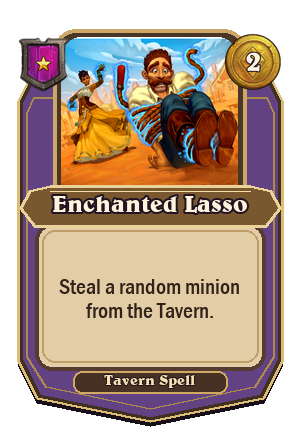 2
Enchanted Lasso
Steal a random minion
from the Tavern.
Tavern Spell